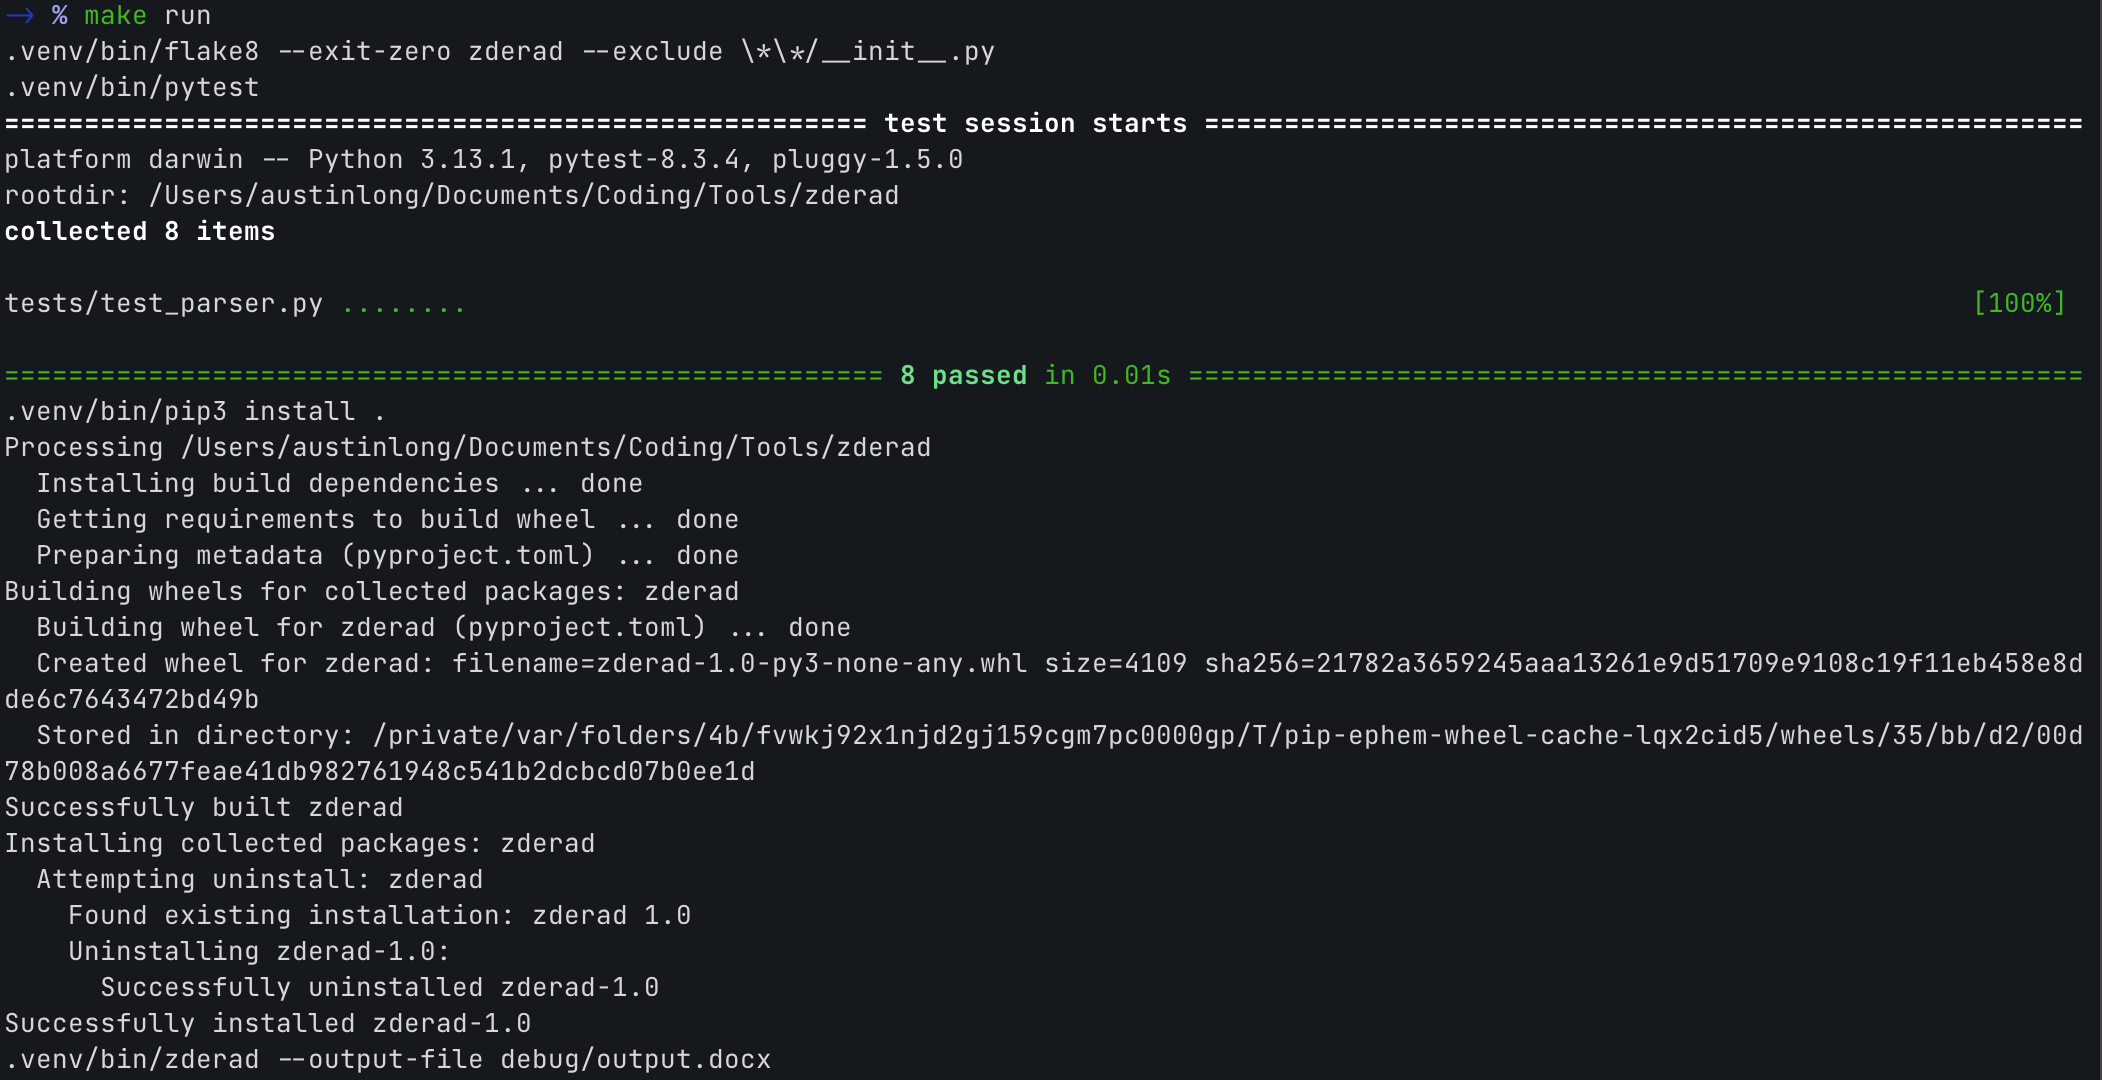 → % make run
.venv/bin/flake8 --exit-zero zderad --exclude \*\*/__init__.py
.venv/bin/pytest
====================================================== test session starts =======================================================
platform darwin -- Python 3.13.1, pytest-8.3.4, pluggy-1.5.0
rootdir: /Users/austinlong/Documents/Coding/Tools/zderad
collected 8 items
tests/test_parser.py ........ [100%]
======================================================= 8 passed in 0.01s ========================================================
.venv/bin/pip3 install .
Processing /Users/austinlong/Documents/Coding/Tools/zderad
  Installing build dependencies ... done
  Getting requirements to build wheel ... done
  Preparing metadata (pyproject.toml) ... done
Building wheels for collected packages: zderad
  Building wheel for zderad (pyproject.toml) ... done
  Created wheel for zderad: filename=zderad-1.0-py3-none-any.whl size=4109 sha256=21782a3659245aaa13261e9d51709e9108c19f11eb458e8d
de6c7643472bd49b
  Stored in directory: /private/var/folders/4b/fvwkj92x1njd2gj159cgm7pc0000gp/T/pip-ephem-wheel-cache-lqx2cid5/wheels/35/bb/d2/00d
78b008a6677feae41db982761948c541b2dcbcd07b0ee1d
Successfully built zderad
Installing collected packages: zderad
  Attempting uninstall: zderad
    Found existing installation: zderad 1.0
    Uninstalling zderad-1.0:
      Successfully uninstalled zderad-1.0
Successfully installed zderad-1.0
.venv/bin/zderad --output-file debug/output.docx